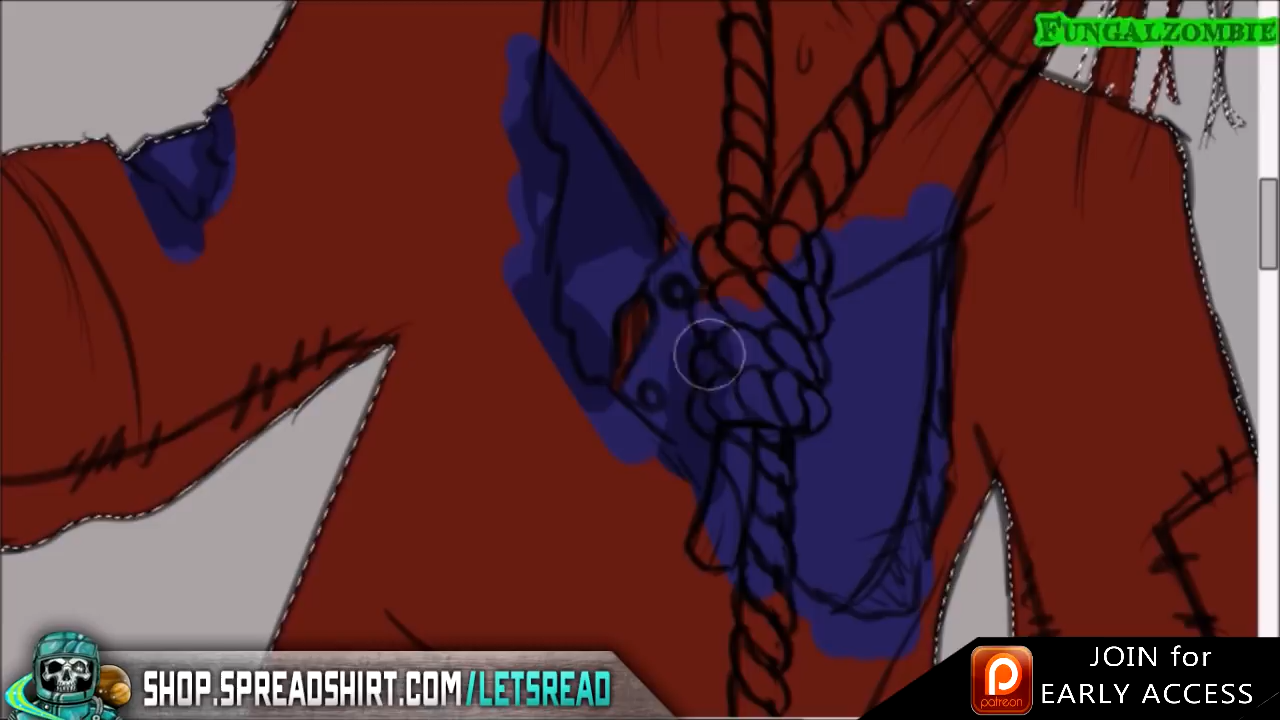 FUNGALZOMBIE
SHOP.SPREADSHIRT.COM/LETSREAD
JOIN for
EARLY ACCESS
patreon